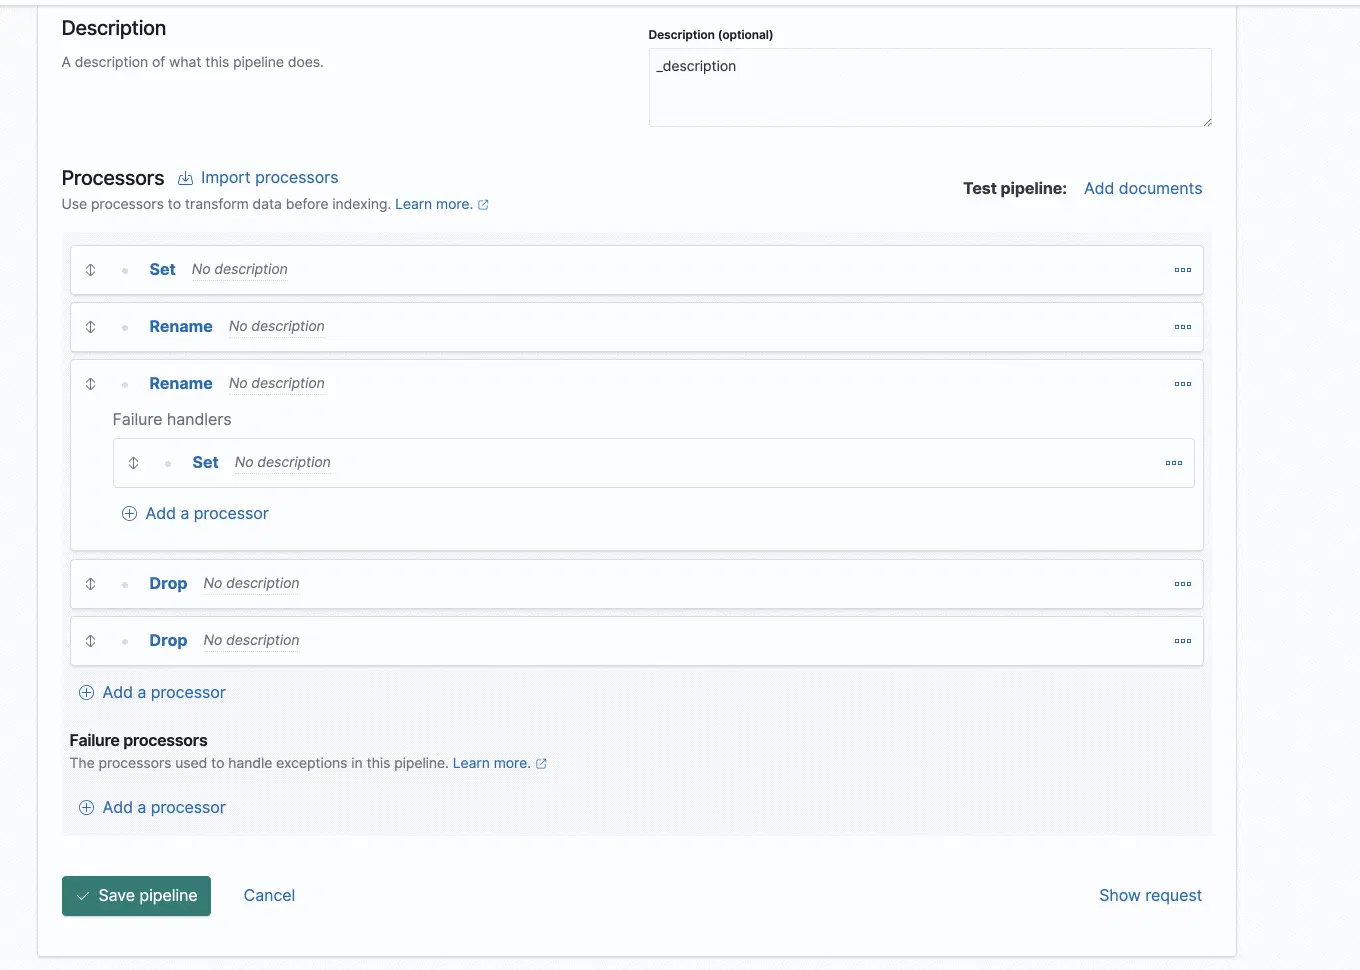 Description
A description of what this pipeline does.
Description (optional)
_description
Processors Import processors
Use processors to transform data before indexing. Learn more.
Test pipeline: Add documents
Set No description
Rename No description
Rename No description
Failure handlers
Set No description
Add a processor
Drop No description
Drop No description
Add a processor
Failure processors
The processors used to handle exceptions in this pipeline. Learn more.
Add a processor
Save pipeline Cancel Show request